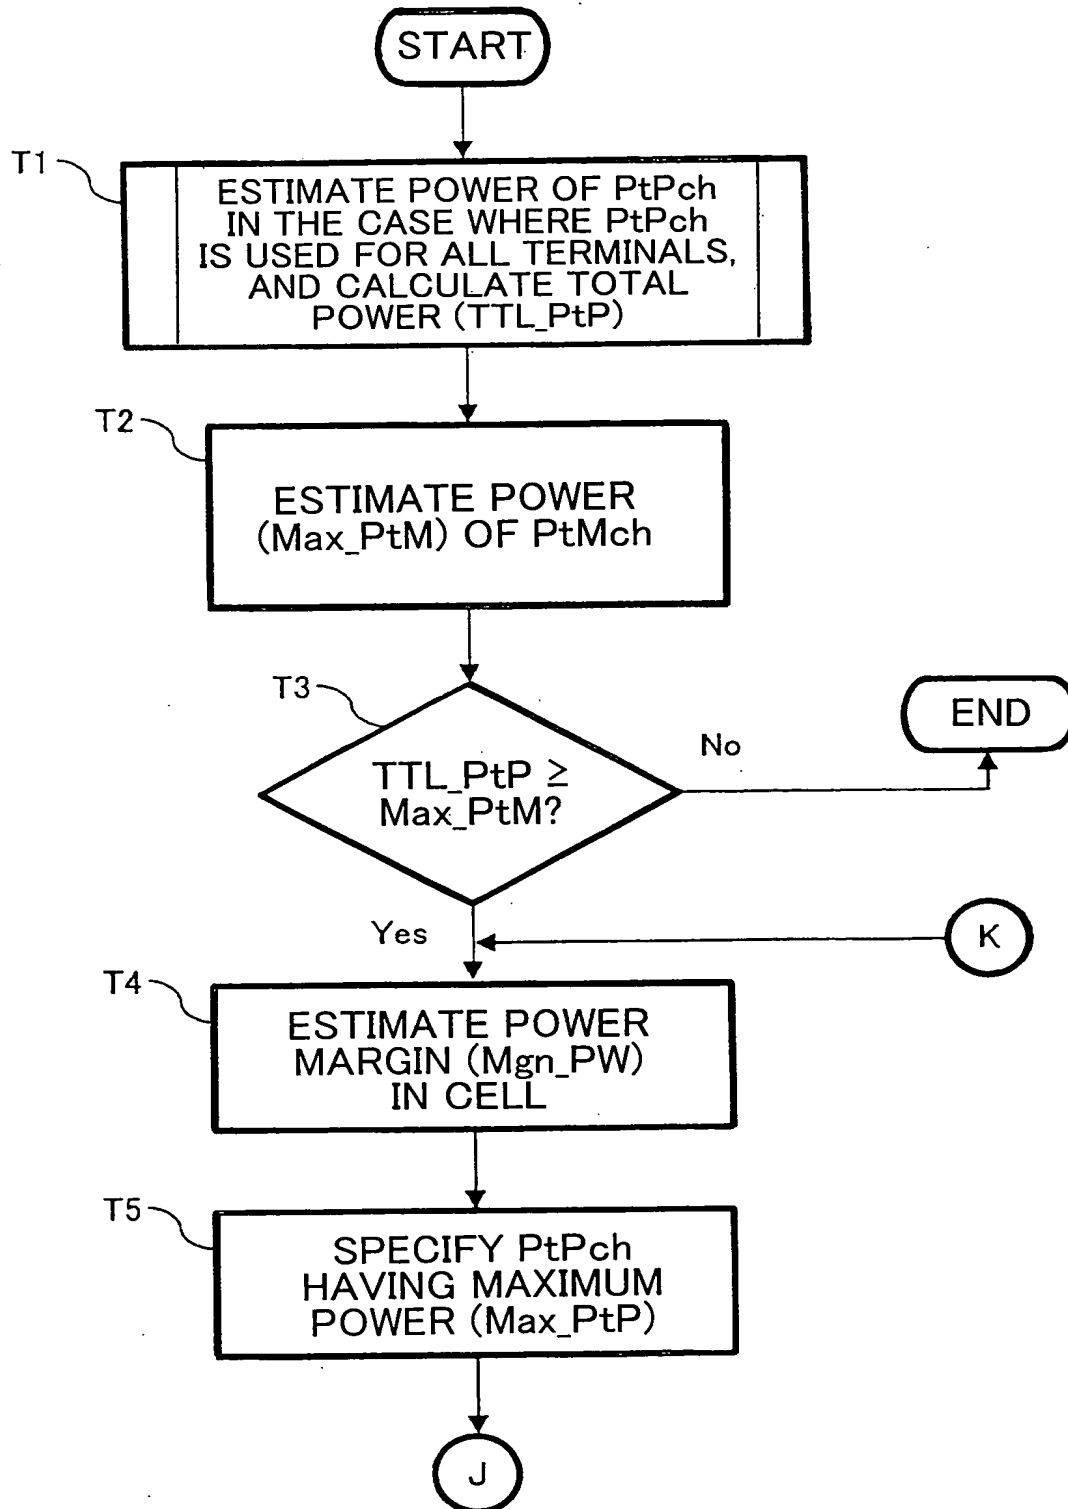 START
T1
ESTIMATE POWER OF PtPch
IN THE CASE WHERE PtPch
IS USED FOR ALL TERMINALS,
AND CALCULATE TOTAL
POWER (TTL_PtP)
T2
ESTIMATE POWER
(Max_PtM) OF PtMch
T3
TTL_PtP ≥
Max_PtM?
No
END
Yes
K
T4
ESTIMATE POWER
MARGIN (Mgn_PW)
IN CELL
T5
SPECIFY PtPch
HAVING MAXIMUM
POWER (Max_PtP)
J